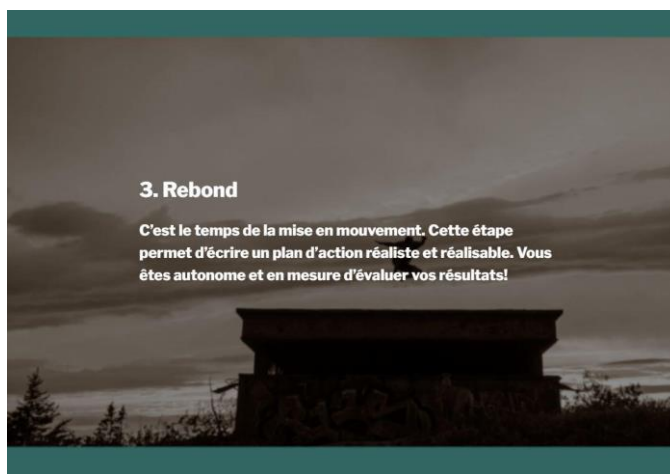 3. Rebond
C'est le temps de la mise en mouvement. Cette étape
permet d'écrire un plan d'action réaliste et réalisable. Vous
êtes autonome et en mesure d'évaluer vos résultats!